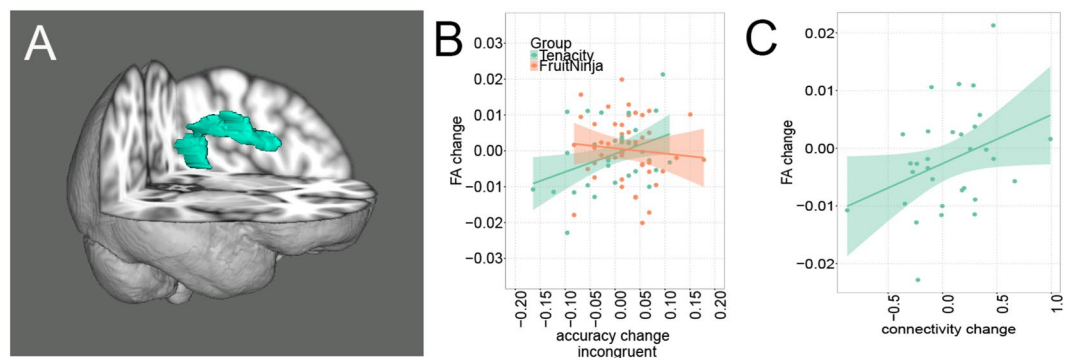 A
B
FA change
0.03
0.02
0.01
0.00
−0.01
−0.02
−0.03
Group
Tenacity
FruitNinja
−0.20
−0.15
−0.10
−0.05
0.00
0.05
0.10
0.15
0.20
accuracy change
incongruent
C
FA change
0.02
0.01
0.00
−0.01
−0.02
−0.5
0.0
0.5
1.0
connectivity change